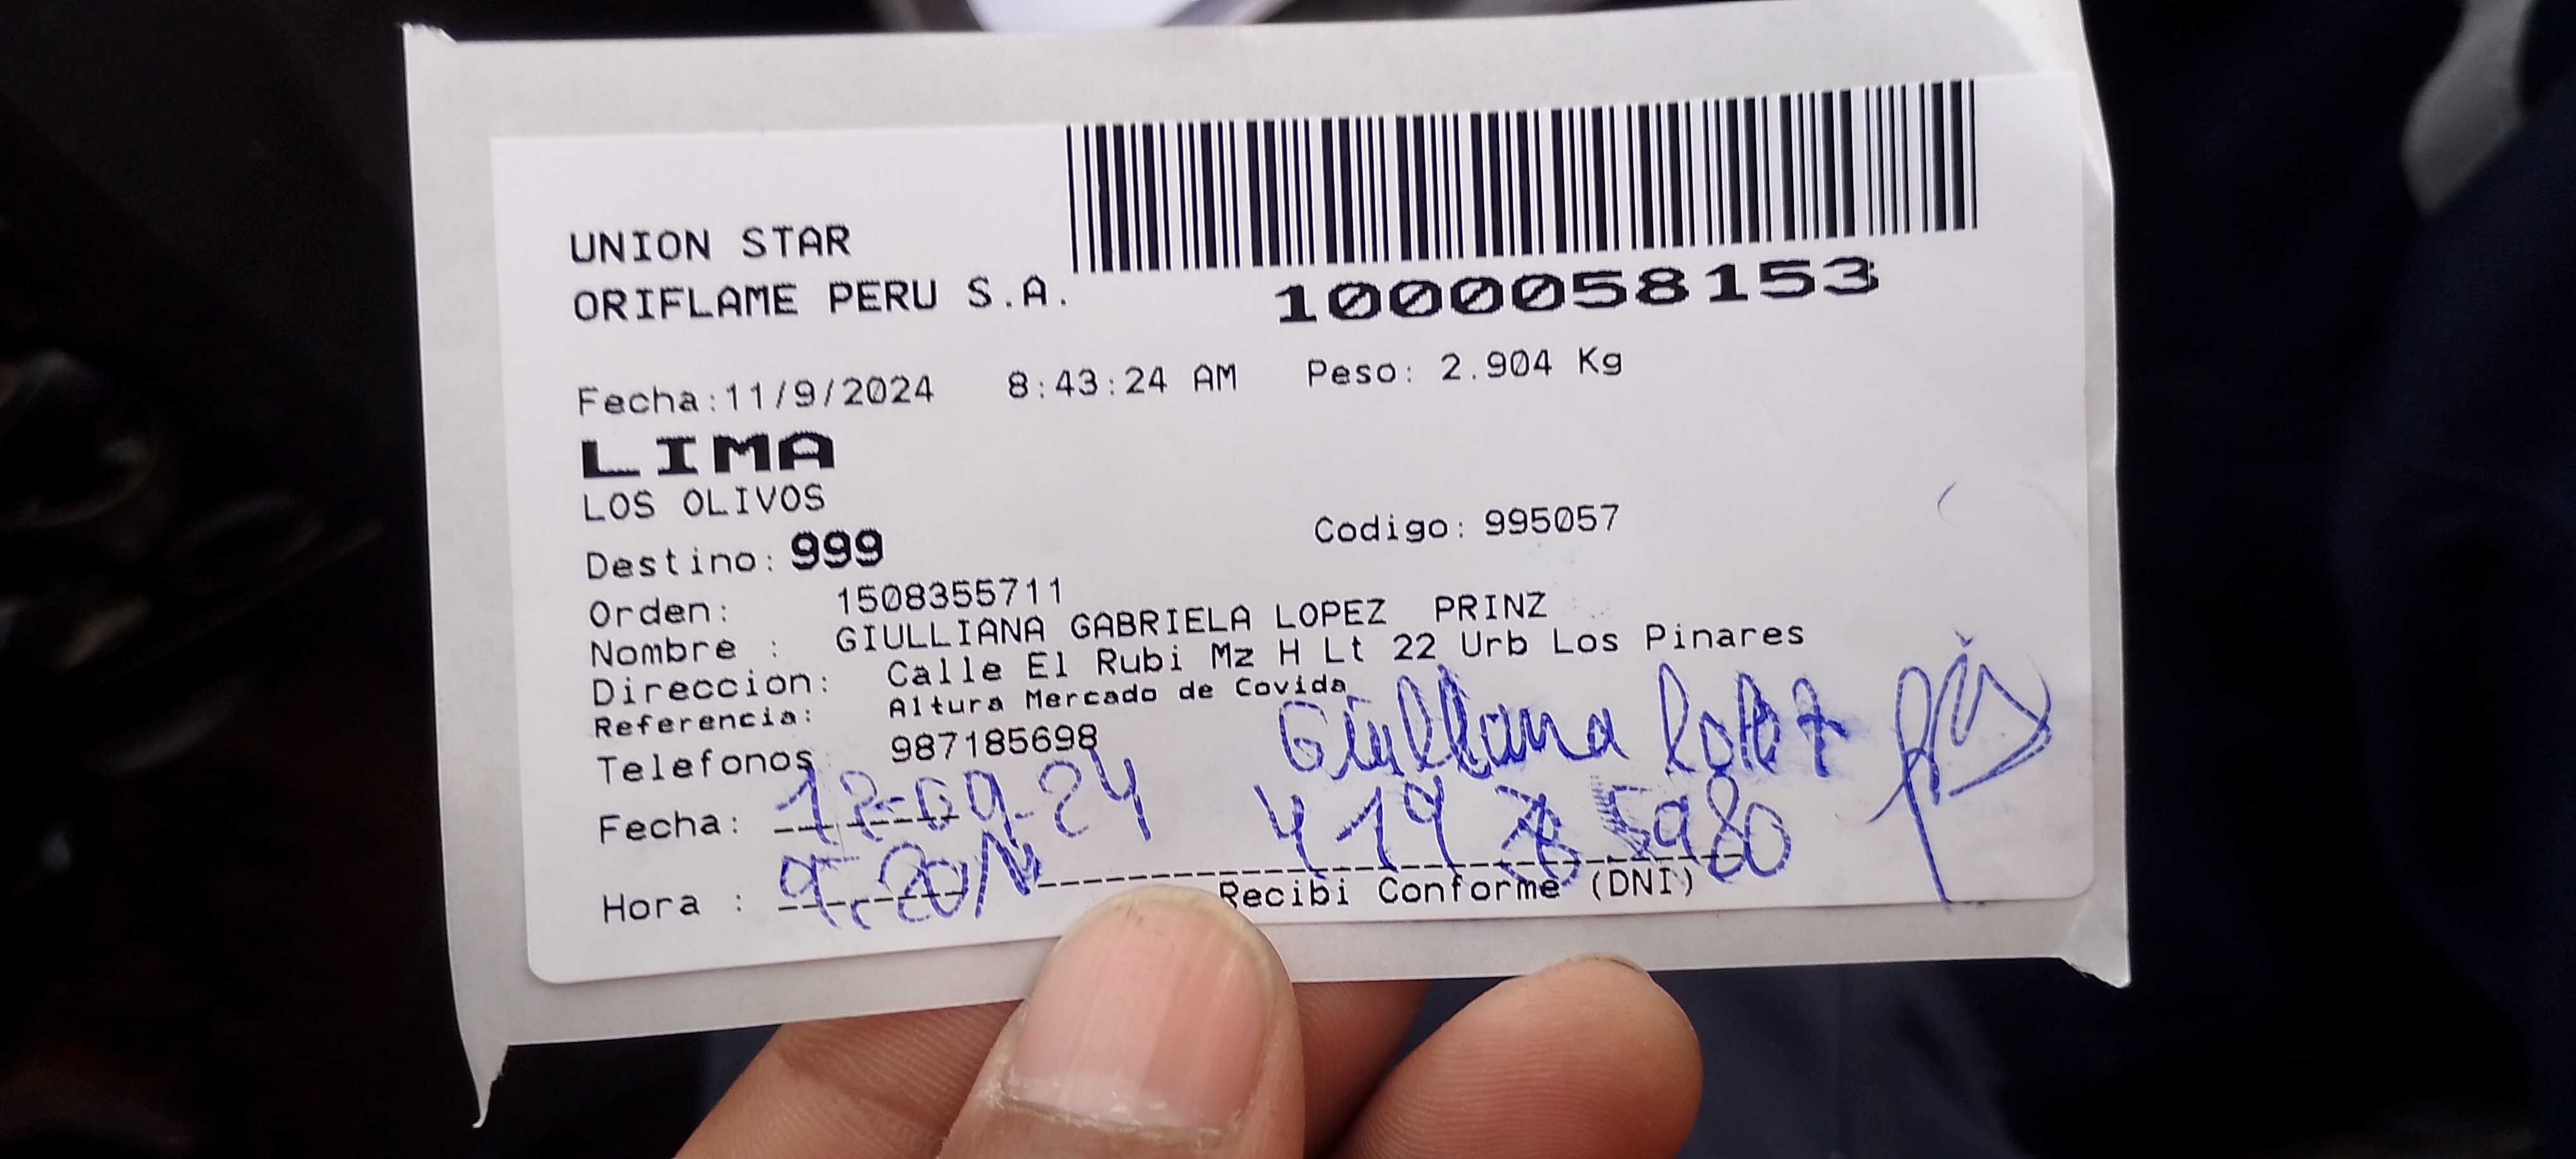 UNION STAR
ORIFLAME PERU S.A.
1000058153
Fecha:11/9/2024 8:43:24 AM Peso: 2.904 Kg
LIMA
LOS OLIVOS
Destino: 999 Codigo: 995057
Orden: 1508355711
Nombre : GIULLIANA GABRIELA LOPEZ PRINZ
Direccion: Calle El Rubi Mz H Lt 22 Urb Los Pinares
Referencia: Altura Mercado de Covida
Telefonos 987185698
Giulliana
Fecha: 12-09-24
Hora :
Recibi Conforme (DNI)